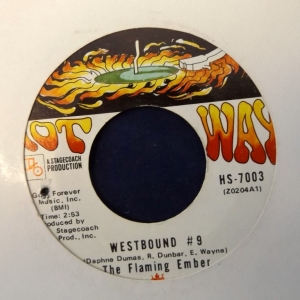 HOT WAX
A STAGECOACH
PRODUCTION
HS-7003
(Z0204A1)
Gold Forever
Music, Inc.
(BMI)
Time: 2:53
Produced by
Stagecoach
Prod., Inc.
WESTBOUND #9
(Daphne Dumas, R. Dunbar, E. Wayne)
The Flaming Ember